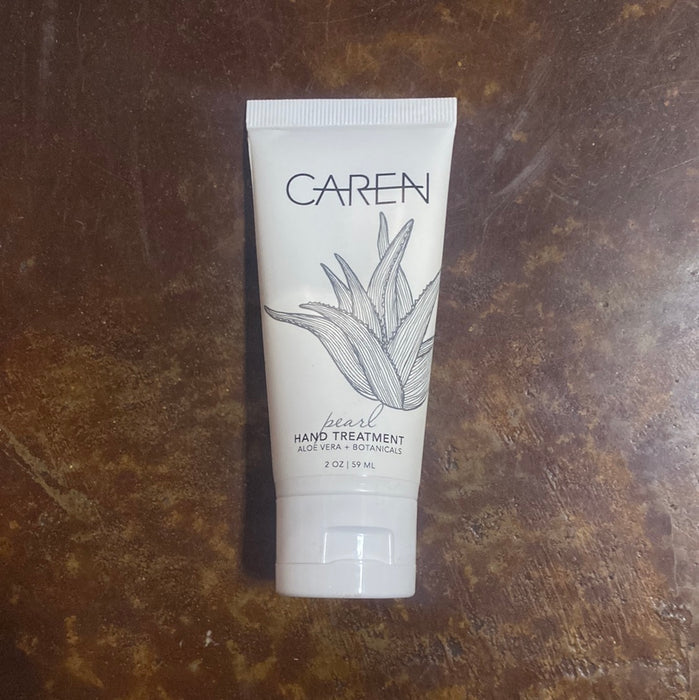 CAREN
pearl
HAND TREATMENT
ALOE VERA + BOTANICALS
2 OZ | 59 ML